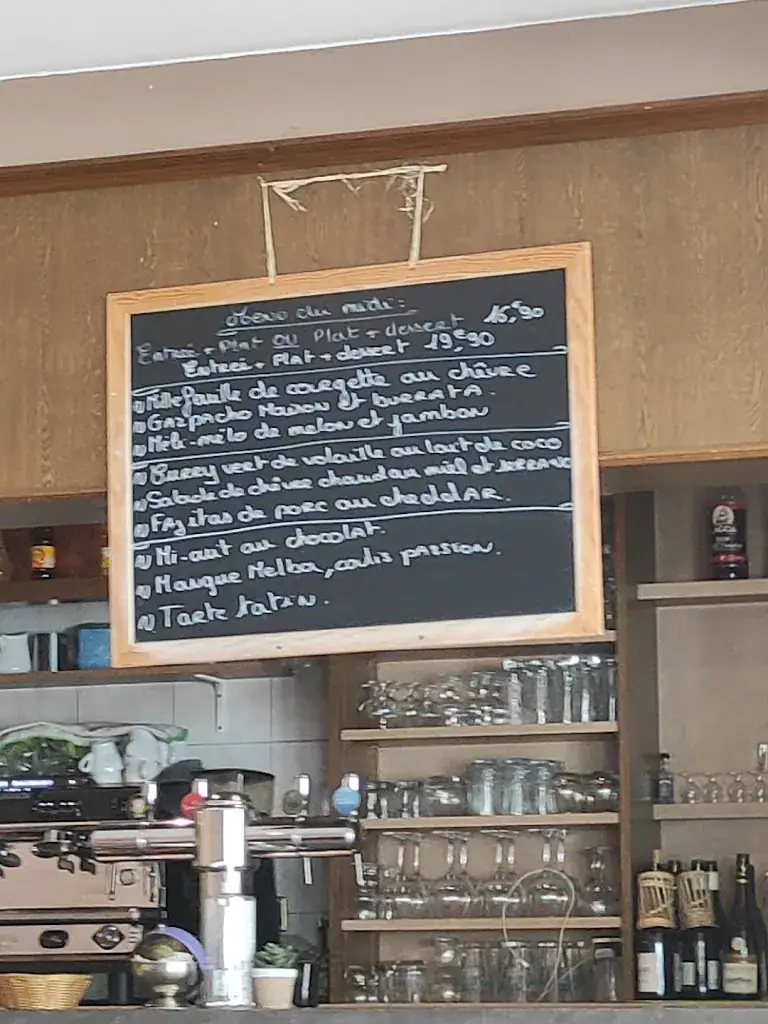 Menu du midi:
Entrée + Plat OU Plat + dessert 16,€90
Entrée + Plat + dessert 19,€90
Millefeuille de courgette au chèvre
GAZPACHO Maison et BURRATA.
Méli-mélo de melon et jambon
Curry vert de volaille au lait de coco
Salade de chèvre chaud au miel et SERRANO
FAJITAS de PORC au cheddAR.
Mi-cuit au chocolat.
Mangue Melba, coulis PASSION.
Tarte tatin.